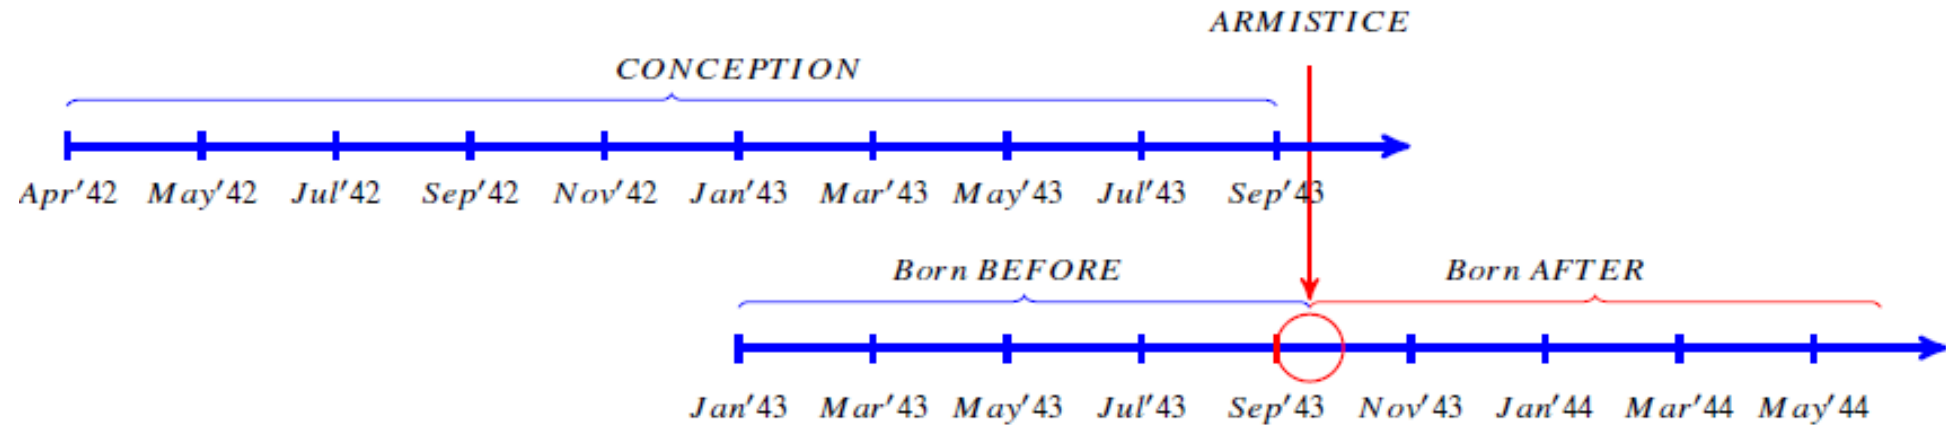 ARMISTICE
CONCEPTION
Apr'42 May'42 Jul'42 Sep'42 Nov'42 Jan'43 Mar'43 May'43 Jul'43 Sep'43
Born BEFORE Born AFTER
Jan'43 Mar'43 May'43 Jul'43 Sep'43 Nov'43 Jan'44 Mar'44 May'44